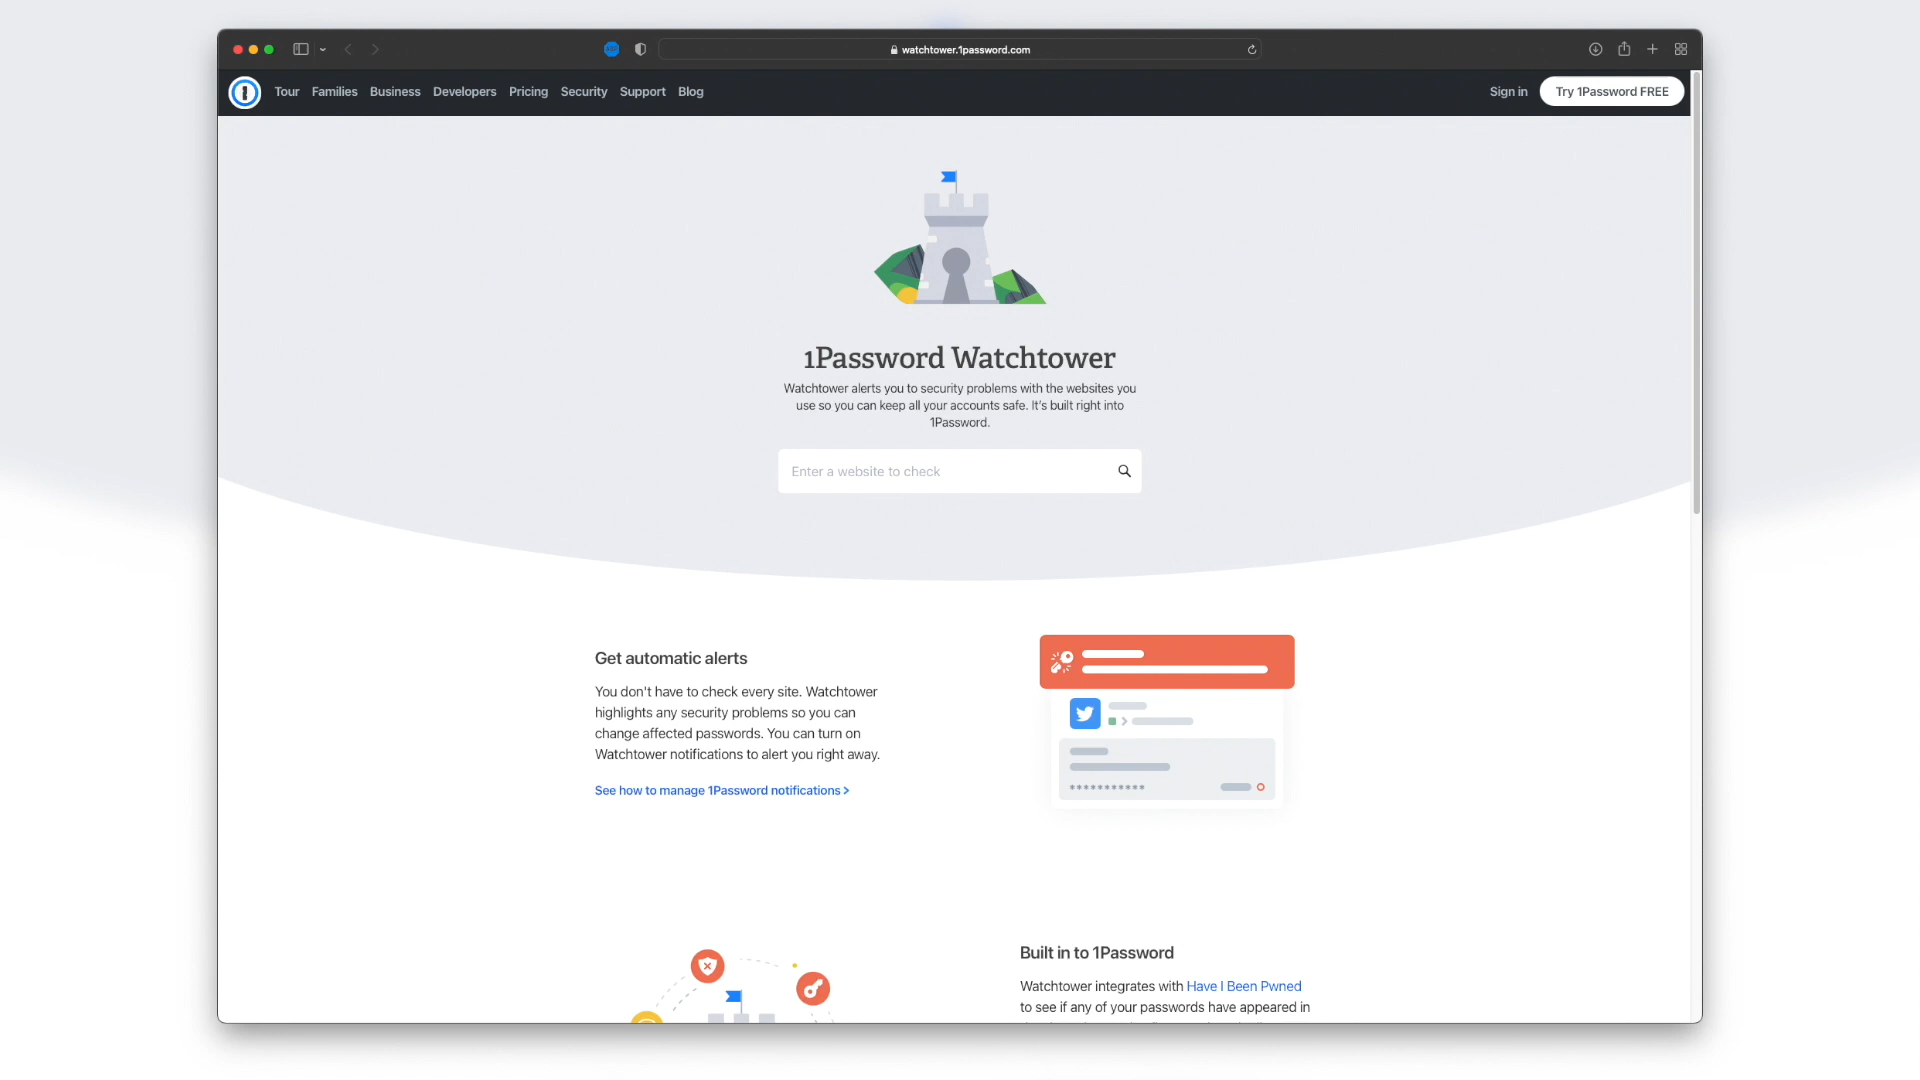 watchtower.1password.com
Tour Families Business Developers Pricing Security Support Blog Sign in Try 1Password FREE
1Password Watchtower
Watchtower alerts you to security problems with the websites you
use so you can keep all your accounts safe. It's built right into
1Password.
Enter a website to check
Get automatic alerts
You don't have to check every site. Watchtower
highlights any security problems so you can
change affected passwords. You can turn on
Watchtower notifications to alert you right away.
See how to manage 1Password notifications >
***********
Built in to 1Password
Watchtower integrates with Have I Been Pwned
to see if any of your passwords have appeared in